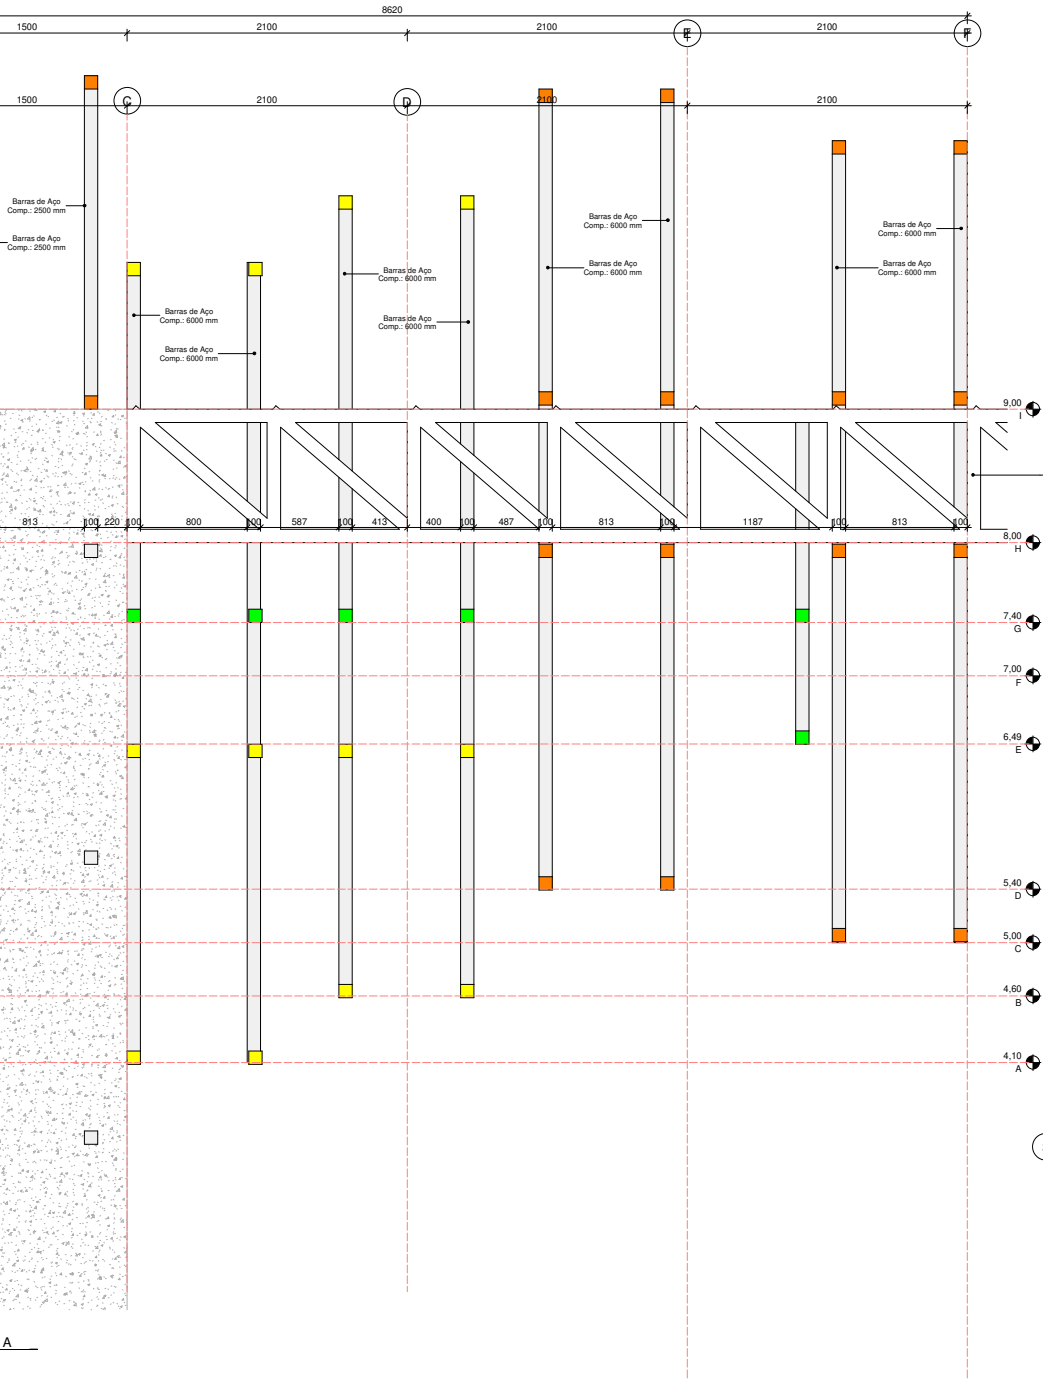 8620
1500 2100 2100 2100
E F
1500 2100 2100 2100
C D
Barras de Aço
Comp.: 2500 mm
Barras de Aço
Comp.: 2500 mm
Barras de Aço
Comp.: 6000 mm
Barras de Aço
Comp.: 6000 mm
Barras de Aço
Comp.: 6000 mm
Barras de Aço
Comp.: 6000 mm
Barras de Aço
Comp.: 6000 mm
Barras de Aço
Comp.: 6000 mm
Barras de Aço
Comp.: 6000 mm
Barras de Aço
Comp.: 6000 mm
9,00
I
813 100 220 100 800 100 587 100 413 400 100 487 100 813 100 1187 100 813 100
8,00
H
7,40
G
7,00
F
6,49
E
5,40
D
5,00
C
4,60
B
4,10
A
A